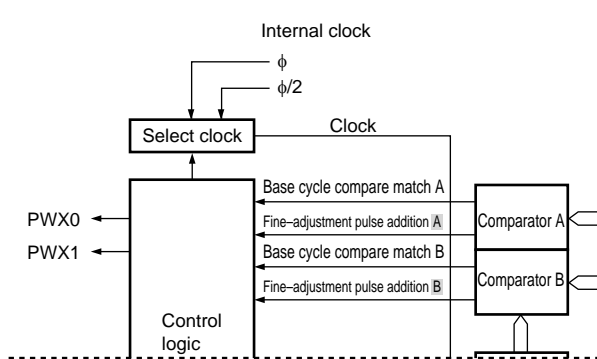 Internal clock
ϕ
ϕ/2
Select clock
Clock
Base cycle compare match A
PWX0
Fine–adjustment pulse addition A
Comparator A
PWX1
Base cycle compare match B
Fine–adjustment pulse addition B
Comparator B
Control
logic